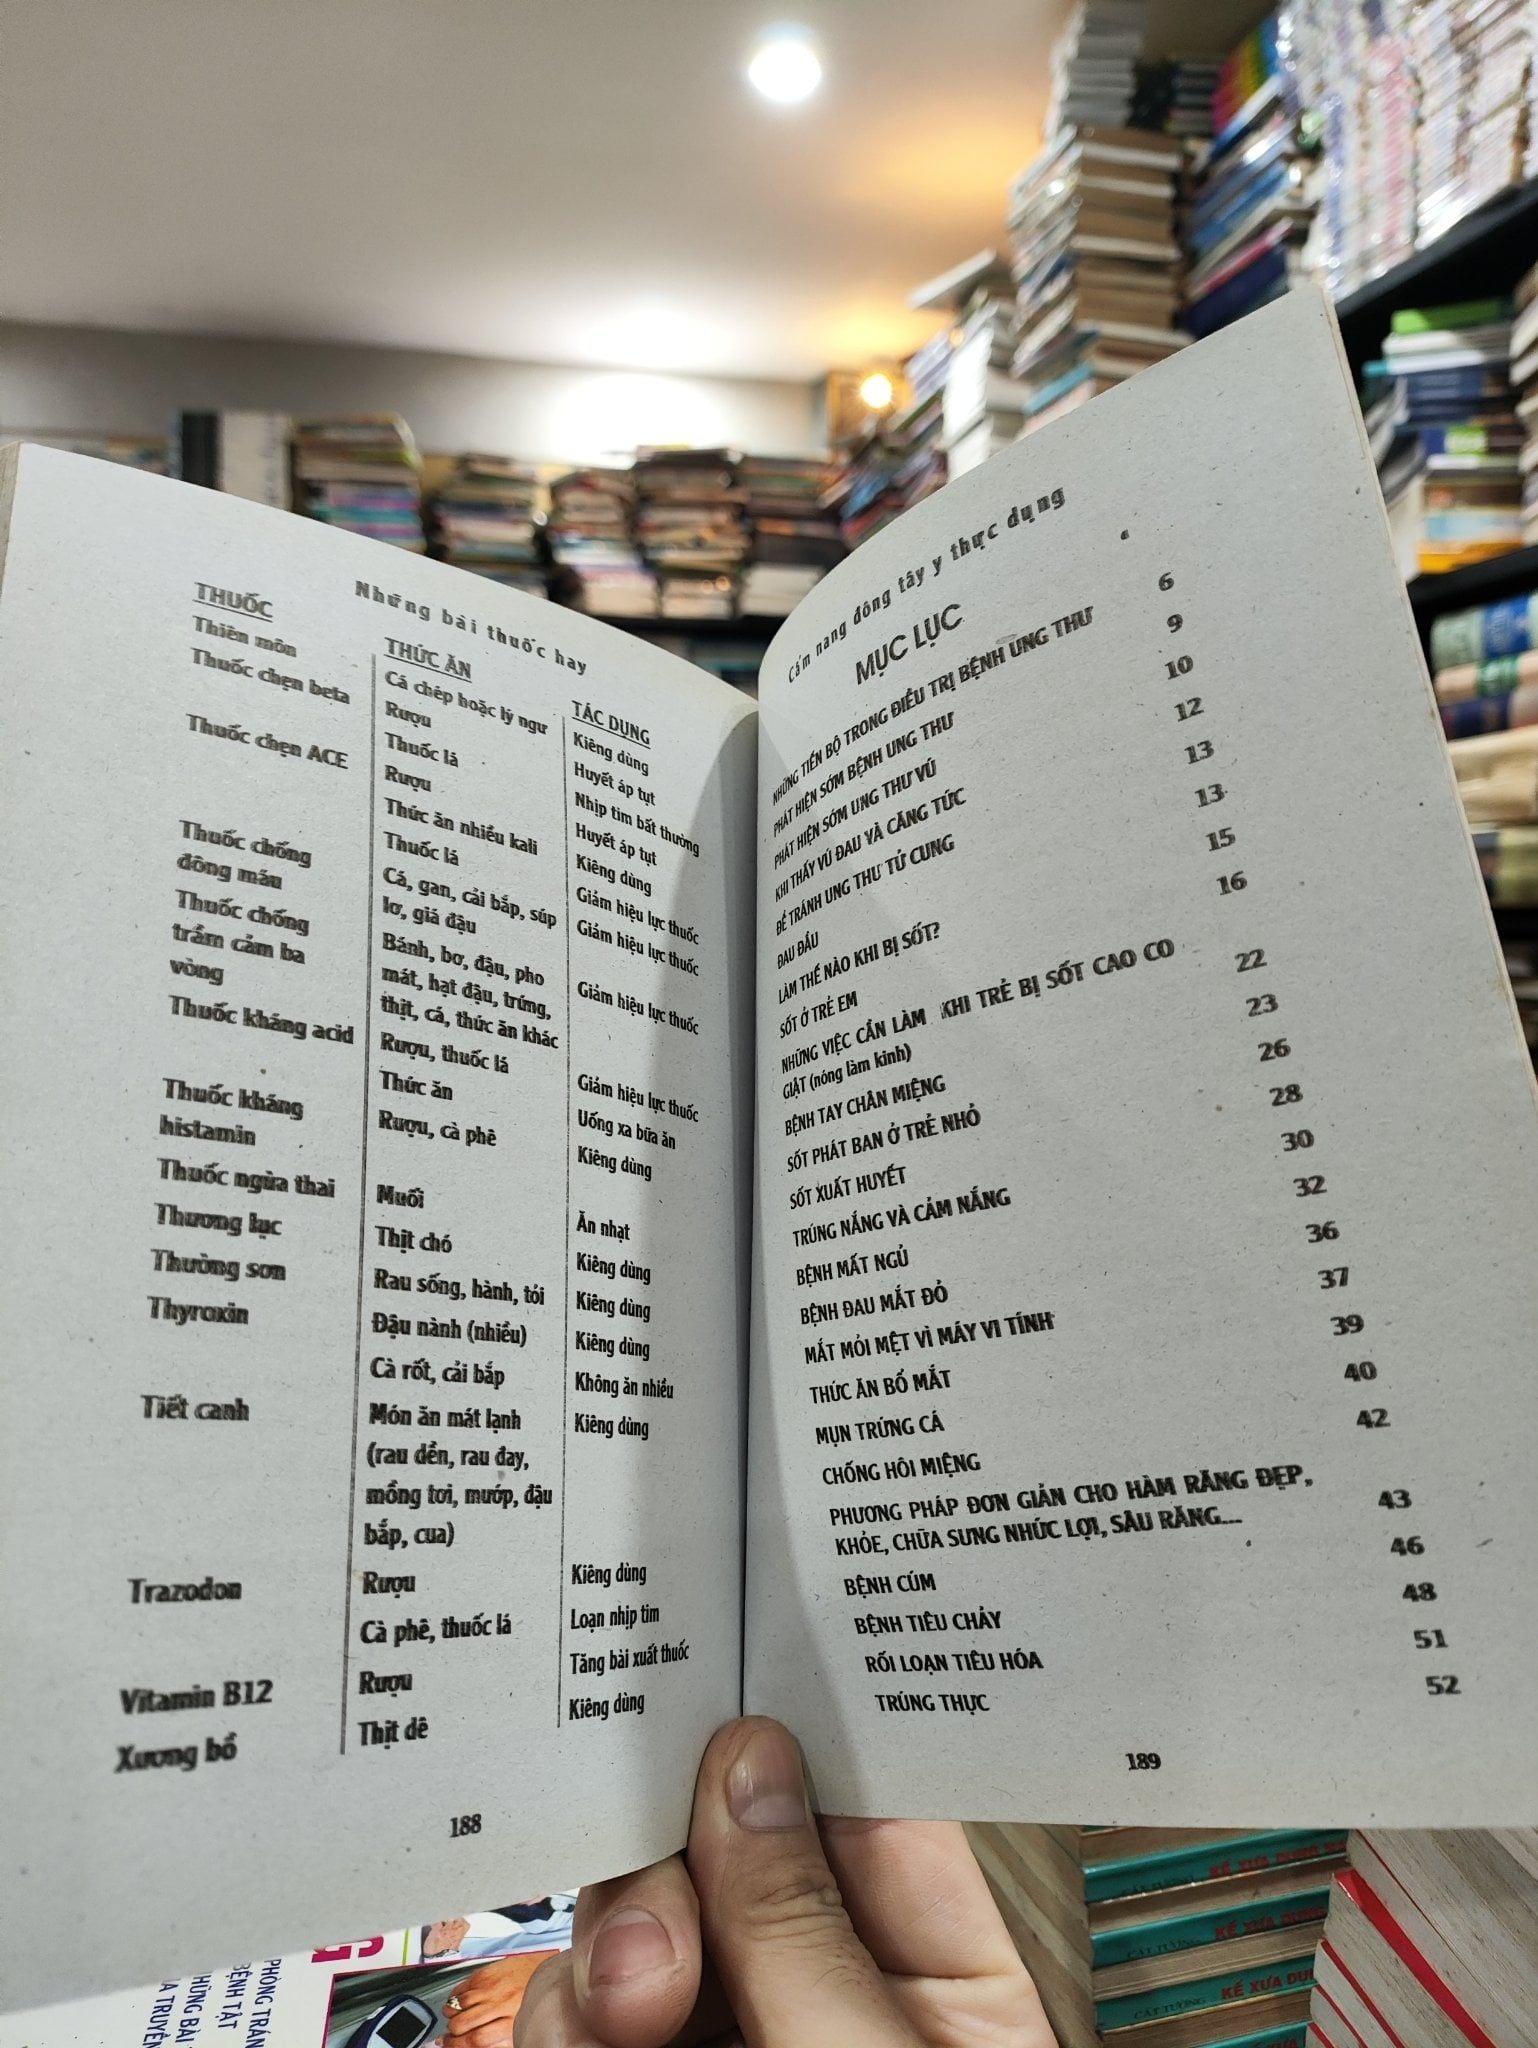 Những bài thuốc hay
THUỐC
THỨC ĂN
TÁC DỤNG
Thiên môn
Cá chép hoặc lý ngư
Kiêng dùng
Thuốc chẹn beta
Rượu
Huyết áp tụt
Thuốc lá
Nhịp tim bất thường
Thuốc chẹn ACE
Rượu
Huyết áp tụt
Thức ăn nhiều kali
Kiêng dùng
Thuốc lá
Giảm hiệu lực thuốc
Thuốc chống
đông máu
Cá, gan, cải bắp, súp
lơ, giá đậu
Giảm hiệu lực thuốc
Thuốc chống
trầm cảm ba
vòng
Bánh, bơ, đậu, pho
mát, hạt đậu, trứng,
thịt, cá, thức ăn khác
Giảm hiệu lực thuốc
Thuốc kháng acid
Rượu, thuốc lá
Giảm hiệu lực thuốc
Thức ăn
Uống xa bữa ăn
Thuốc kháng
histamin
Rượu, cà phê
Kiêng dùng
Thuốc ngừa thai
Muối
Ăn nhạt
Thương lục
Thịt chó
Kiêng dùng
Thường sơn
Rau sống, hành, tỏi
Kiêng dùng
Thyroxin
Đậu nành (nhiều)
Kiêng dùng
Cà rốt, cải bắp
Không ăn nhiều
Tiết canh
Món ăn mát lạnh
(rau dền, rau đay,
mồng tơi, mướp, đậu
bắp, cua)
Kiêng dùng
Trazodon
Rượu
Kiêng dùng
Cà phê, thuốc lá
Loạn nhịp tim
Vitamin B12
Rượu
Tăng bài xuất thuốc
Xương bồ
Thịt dê
Kiêng dùng
188
Cẩm nang đông tây y thực dụng
MỤC LỤC
NHỮNG TIẾN BỘ TRONG ĐIỀU TRỊ BỆNH UNG THƯ 6
PHÁT HIỆN SỚM BỆNH UNG THƯ 9
PHÁT HIỆN SỚM UNG THƯ VÚ 10
KHI THẤY VÚ ĐAU VÀ CĂNG TỨC 12
ĐỀ TRÁNH UNG THƯ TỬ CUNG 13
ĐAU ĐẦU 13
LÀM THẾ NÀO KHI BỊ SỐT? 15
SỐT Ở TRẺ EM 16
NHỮNG VIỆC CẦN LÀM KHI TRẺ BỊ SỐT CAO CO
GIẬT (nóng làm kinh) 22
BỆNH TAY CHÂN MIỆNG 23
SỐT PHÁT BAN Ở TRẺ NHỎ 26
SỐT XUẤT HUYẾT 28
TRÚNG NẮNG VÀ CẢM NẮNG 30
BỆNH MẤT NGỦ 32
BỆNH ĐAU MẮT ĐỎ 36
MẮT MỎI MỆT VÌ MÁY VI TÍNH 37
THỨC ĂN BỔ MẮT 39
MỤN TRỨNG CÁ 40
CHỐNG HÔI MIỆNG 42
PHƯƠNG PHÁP ĐƠN GIẢN CHO HÀM RĂNG ĐẸP,
KHỎE, CHỮA SƯNG NHỨC LỢI, SÂU RĂNG... 43
BỆNH CÚM 46
BỆNH TIÊU CHẢY 48
RỐI LOẠN TIÊU HÓA 51
TRÚNG THỰC 52
189
PHÒNG TRÁN
BỆNH TẬT
CÁT TƯỜNG
KẺ XƯA DU
CÁT TƯỜNG
KẺ XƯA DU